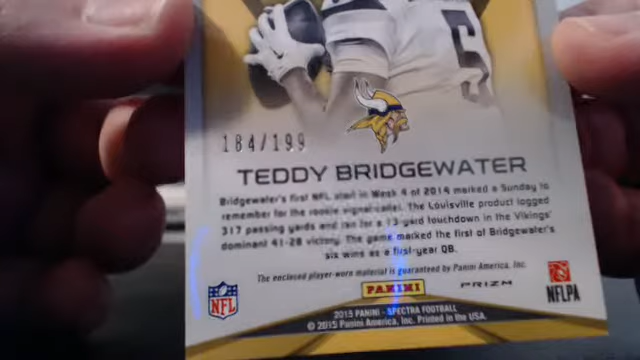 6
184/199
TEDDY BRIDGEWATER
Bridgewater's first NFL start in Week 4 of 2014 marked a Sunday to
remember for the rookie signal-caller. The Louisville product logged
317 passing yards and ran for a 13-yard touchdown in the Vikings'
dominant 41-28 victory. The game marked the first of Bridgewater's
six wins as a first-year QB.
The enclosed player-worn material is guaranteed by Panini America, Inc.
NFL
PANINI
PRIZM
NFLPA
2015 PANINI - SPECTRA FOOTBALL
© 2015 Panini America, Inc. Printed in the USA.